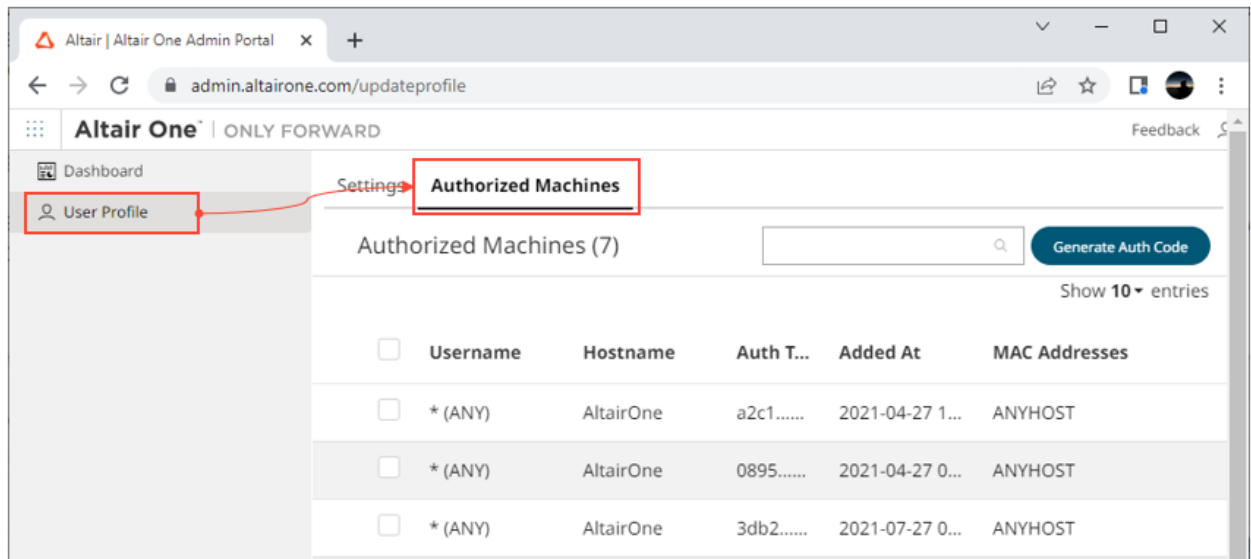 Altair | Altair One Admin Portal
admin.altairone.com/updateprofile
Altair One™ | ONLY FORWARD
Feedback
Dashboard
User Profile
Settings
Authorized Machines
Authorized Machines (7)
Generate Auth Code
Show 10 entries
Username Hostname Auth T... Added At MAC Addresses
* (ANY) AltairOne a2c1...... 2021-04-27 1... ANYHOST
* (ANY) AltairOne 0895...... 2021-04-27 0... ANYHOST
* (ANY) AltairOne 3db2...... 2021-07-27 0... ANYHOST